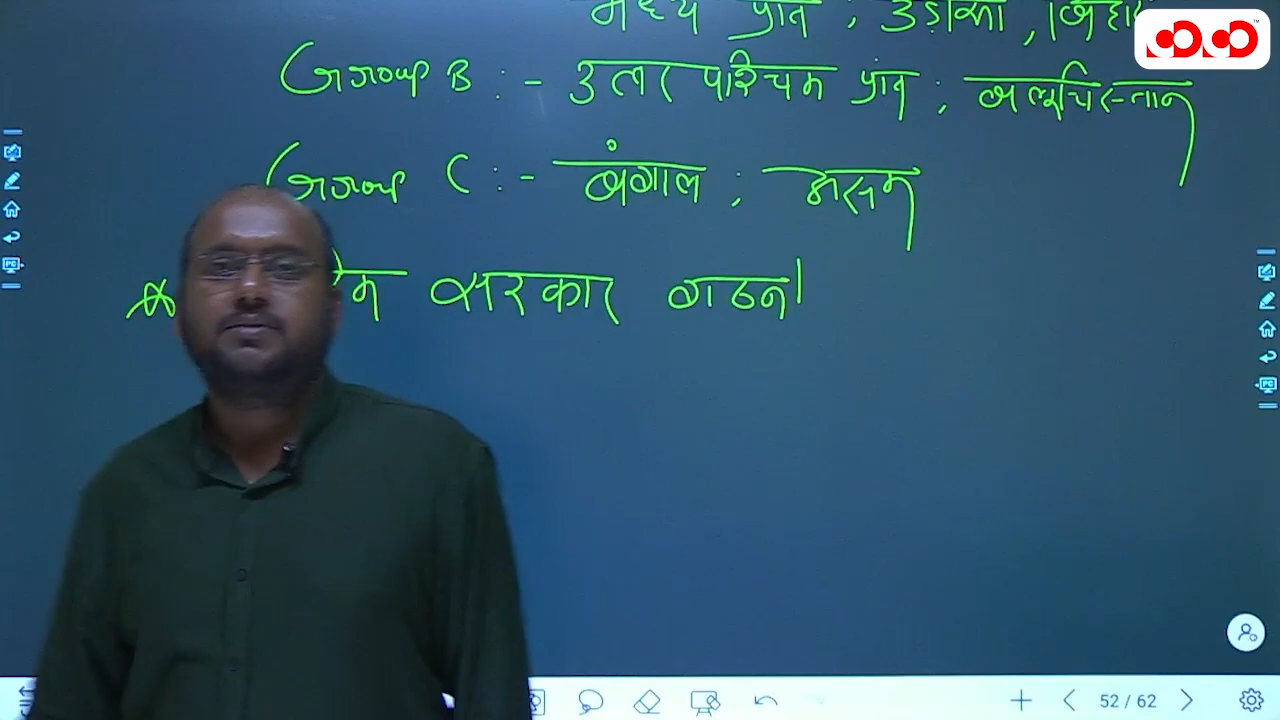 मध्य प्रान्त ; उड़ीसा , बिहा
Group B :- उत्तर पश्चिम प्रांत ; बलूचिस्तान
Group C :- बंगाल ; असम
सरकार गठन।
52 / 62